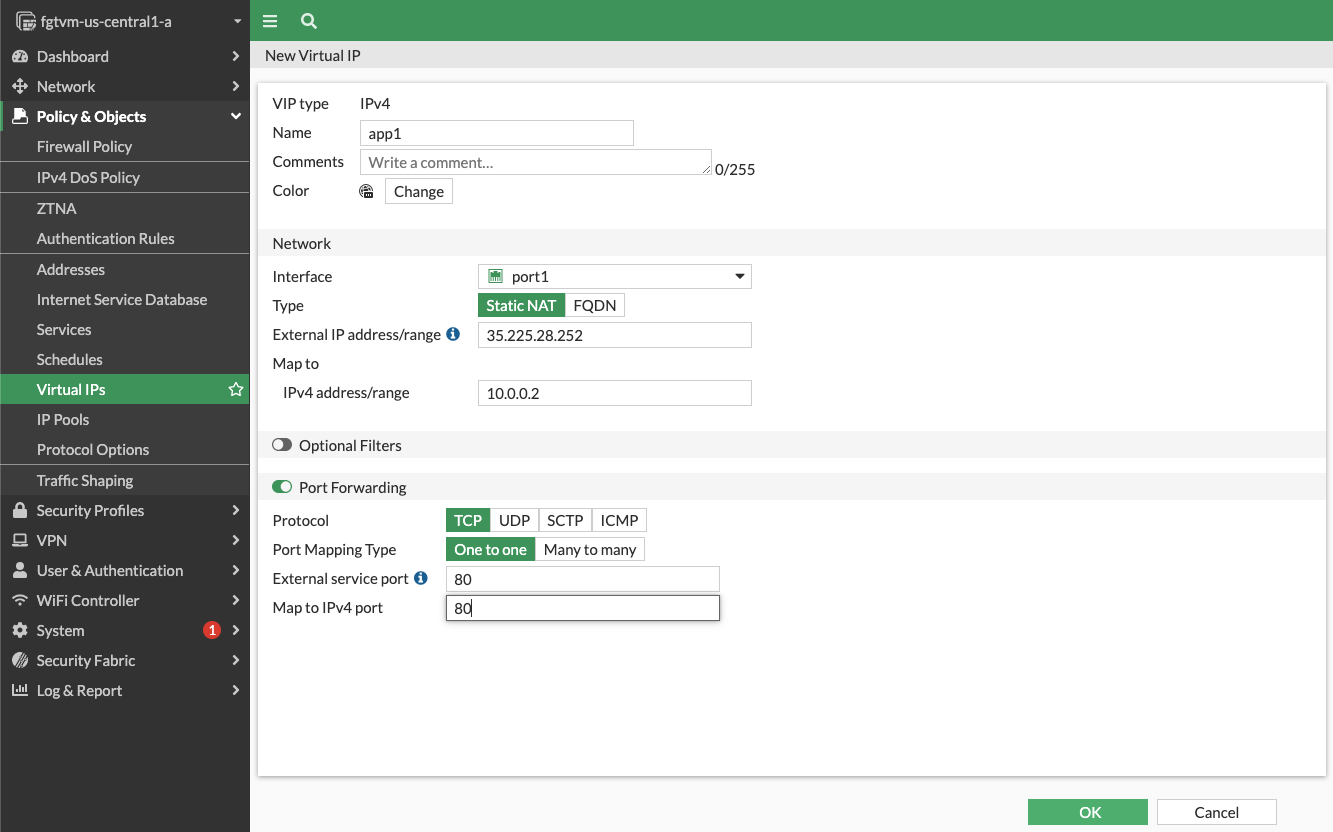 fgtvm-us-central1-a
Dashboard
Network
Policy & Objects
Firewall Policy
IPv4 DoS Policy
ZTNA
Authentication Rules
Addresses
Internet Service Database
Services
Schedules
Virtual IPs
IP Pools
Protocol Options
Traffic Shaping
Security Profiles
VPN
User & Authentication
WiFi Controller
System 1
Security Fabric
Log & Report
New Virtual IP
VIP type IPv4
Name app1
Comments Write a comment... 0/255
Color Change
Network
Interface port1
Type Static NAT FQDN
External IP address/range 35.225.28.252
Map to
IPv4 address/range 10.0.0.2
Optional Filters
Port Forwarding
Protocol TCP UDP SCTP ICMP
Port Mapping Type One to one Many to many
External service port 80
Map to IPv4 port 80
OK Cancel